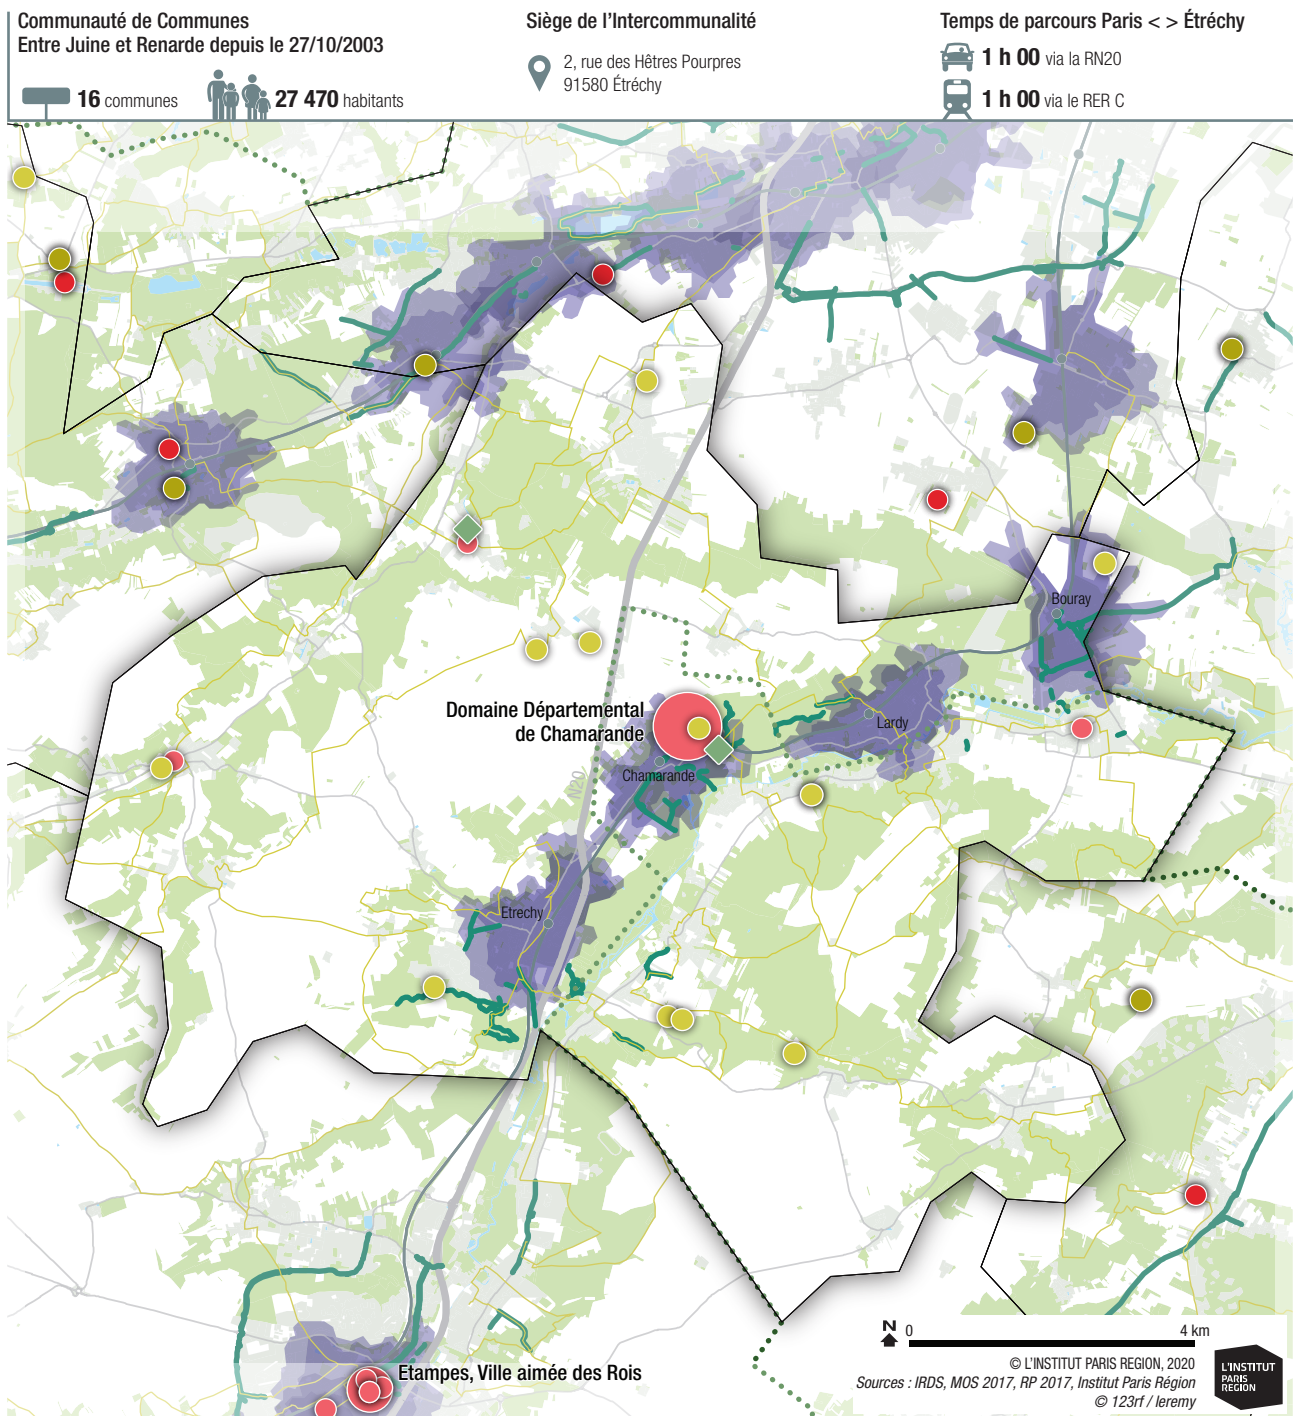 Communauté de Communes
Entre Juine et Renarde depuis le 27/10/2003
16 communes
27 470 habitants
Siège de l'Intercommunalité
2, rue des Hêtres Pourpres
91580 Étréchy
Temps de parcours Paris < > Étréchy
1 h 00 via la RN20
1 h 00 via le RER C
Bouray
Domaine Départemental
de Chamarande
Lardy
Chamarande
N20
Etrechy
Etampes, Ville aimée des Rois
N
0
4 km
© L'INSTITUT PARIS REGION, 2020
Sources : IRDS, MOS 2017, RP 2017, Institut Paris Région
© 123rf / leremy
L'INSTITUT
PARIS
REGION